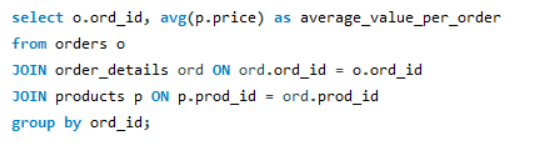 select o.ord_id, avg(p.price) as average_value_per_order
from orders o
JOIN order_details ord ON ord.ord_id = o.ord_id
JOIN products p ON p.prod_id = ord.prod_id
group by ord_id;